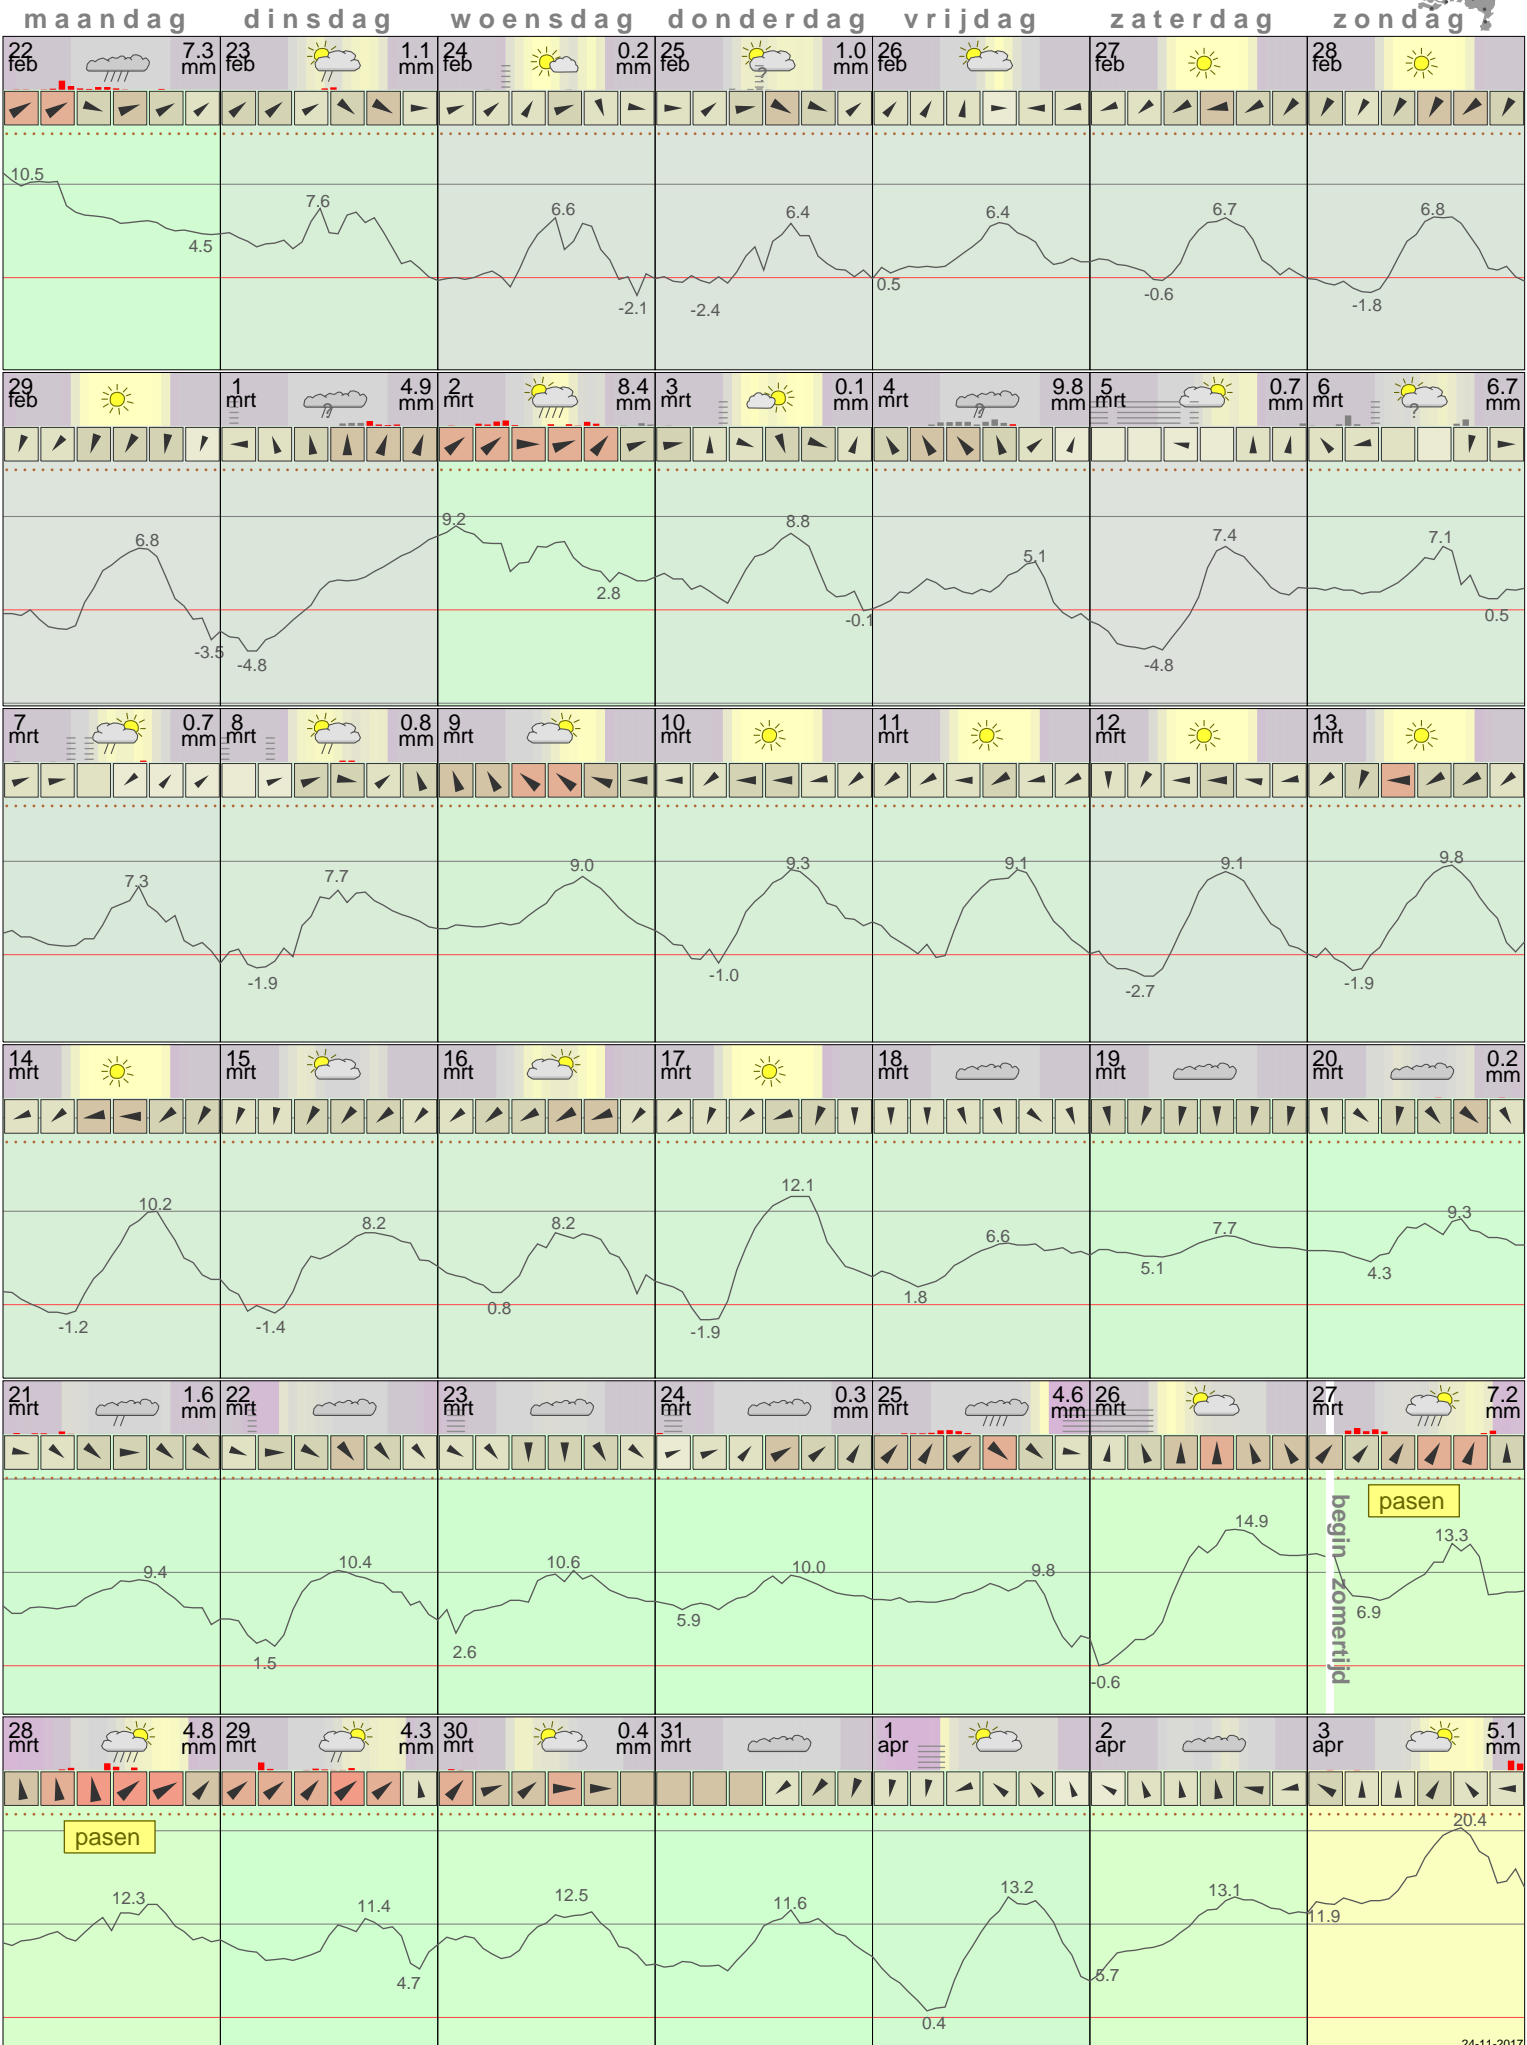 maandag dinsdag woensdag donderdag vrijdag zaterdag zondag
22 feb 7.3 mm 23 feb 1.1 mm 24 feb 0.2 mm 25 feb ? 1.0 mm 26 feb 27 feb 28 feb
10.5 4.5 7.6 6.6 -2.1 -2.4 6.4 0.5 6.4 -0.6 6.7 -1.8 6.8
29 feb 1 mrt ? 4.9 mm 2 mrt 8.4 mm 3 mrt 0.1 mm 4 mrt ? 9.8 mm 5 mrt 0.7 mm 6 mrt ? 6.7 mm
6.8 -3.5 -4.8 9.2 2.8 8.8 -0.1 5.1 -4.8 7.4 7.1 0.5
7 mrt 0.7 mm 8 mrt 0.8 mm 9 mrt 10 mrt 11 mrt 12 mrt 13 mrt
7.3 -1.9 7.7 9.0 -1.0 9.3 9.1 -2.7 9.1 -1.9 9.8
14 mrt 15 mrt 16 mrt 17 mrt 18 mrt 19 mrt 20 mrt 0.2 mm
-1.2 10.2 -1.4 8.2 0.8 8.2 -1.9 12.1 1.8 6.6 5.1 7.7 4.3 9.3
21 mrt 1.6 mm 22 mrt 23 mrt 24 mrt 0.3 mm 25 mrt 4.6 mm 26 mrt 27 mrt 7.2 mm
pasen
begin zomertijd
9.4 1.5 10.4 2.6 10.6 5.9 10.0 9.8 -0.6 14.9 6.9 13.3
28 mrt 4.8 mm 29 mrt 4.3 mm 30 mrt 0.4 mm 31 mrt 1 apr 2 apr 3 apr 5.1 mm
pasen
12.3 11.4 4.7 12.5 11.6 0.4 13.2 5.7 13.1 11.9 20.4
24-11-2017